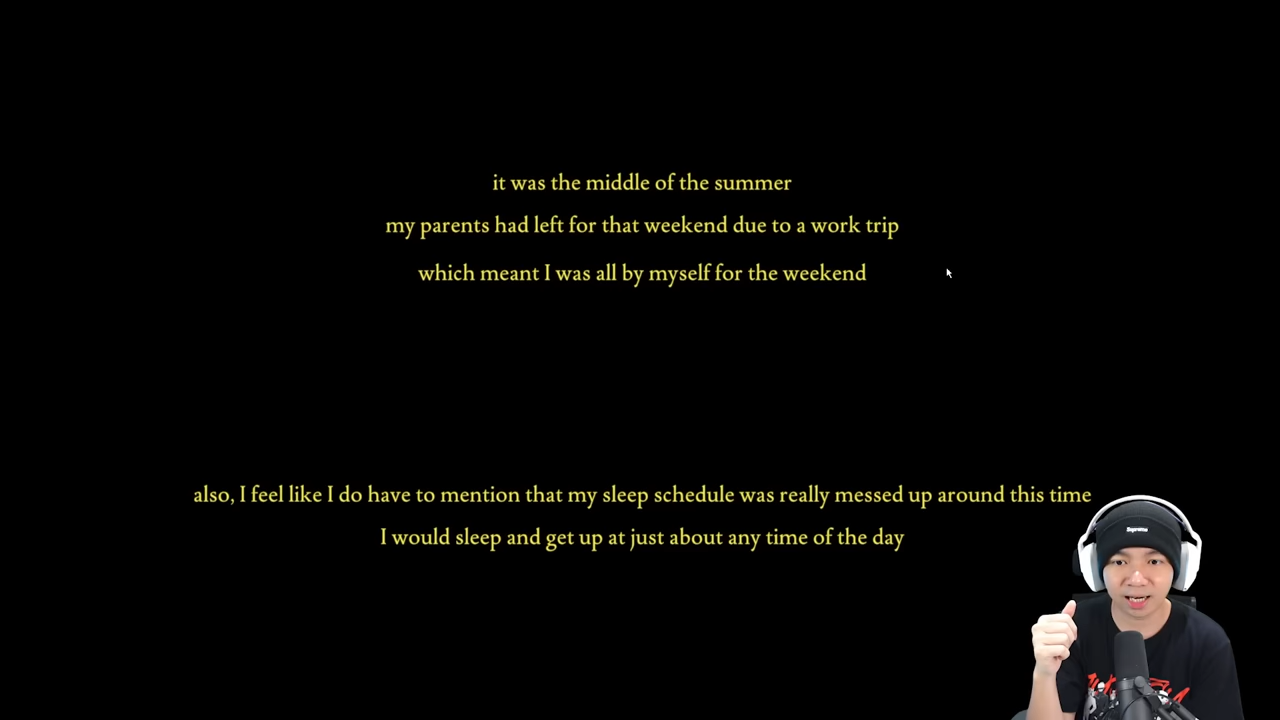 it was the middle of the summer
my parents had left for that weekend due to a work trip
which meant I was all by myself for the weekend
also, I feel like I do have to mention that my sleep schedule was really messed up around this time
I would sleep and get up at just about any time of the day
Supreme